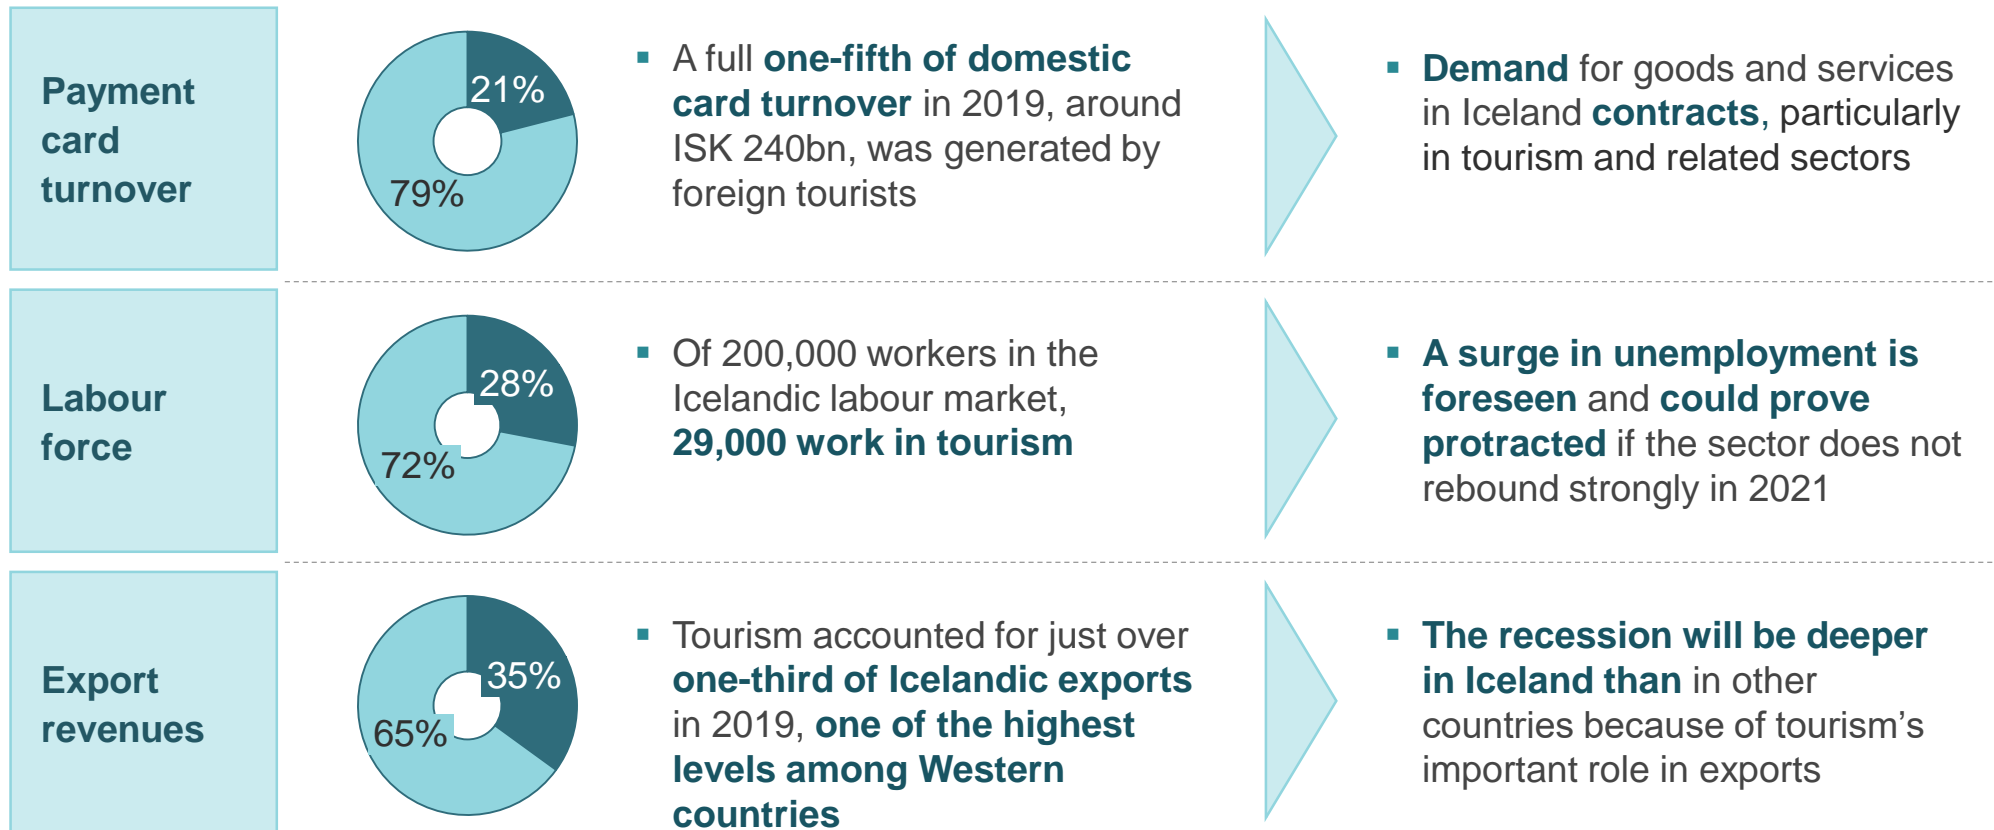 Payment
card
turnover
21%
79%
▪ A full one-fifth of domestic
card turnover in 2019, around
ISK 240bn, was generated by
foreign tourists
▪ Demand for goods and services
in Iceland contracts, particularly
in tourism and related sectors
Labour
force
28%
72%
▪ Of 200,000 workers in the
Icelandic labour market,
29,000 work in tourism
▪ A surge in unemployment is
foreseen and could prove
protracted if the sector does not
rebound strongly in 2021
Export
revenues
35%
65%
▪ Tourism accounted for just over
one-third of Icelandic exports
in 2019, one of the highest
levels among Western
countries
▪ The recession will be deeper
in Iceland than in other
countries because of tourism’s
important role in exports